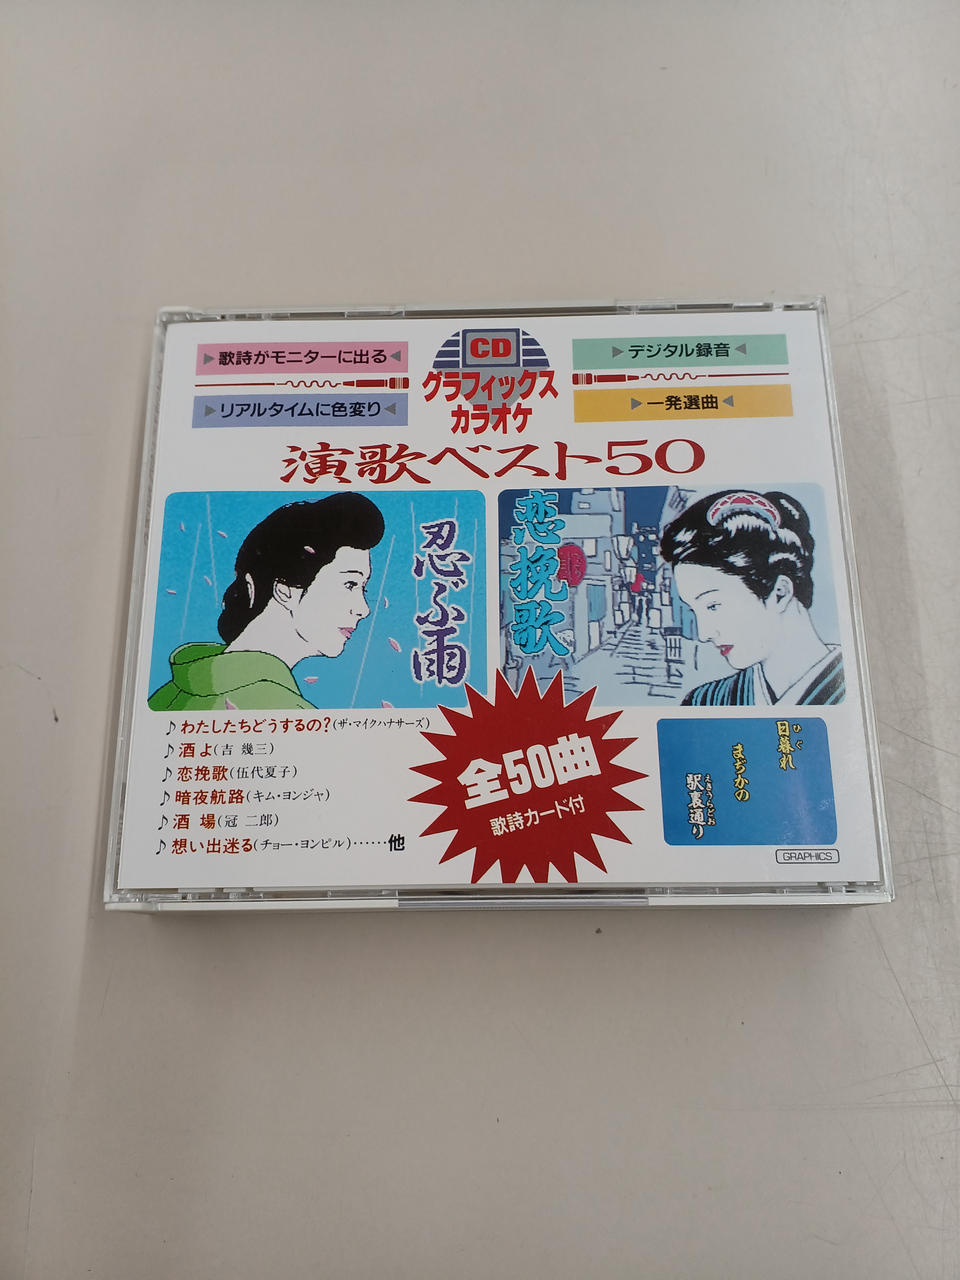 歌詩がモニターに出る
リアルタイムに色変り
CD
グラフィックス
カラオケ
デジタル録音
一発選曲
演歌ベスト50
忍ぶ雨
恋挽歌
♪わたしたちどうするの?(ザ・マイクハナサーズ)
♪酒よ(吉 幾三)
♪恋挽歌(伍代夏子)
♪暗夜航路(キム・ヨンジャ)
♪酒 場(冠 二郎)
♪想い出迷子(チョー・ヨンピル)……他
全50曲
歌詩カード付
日暮れ
ひぐ
まぢかの
駅裏通り
えきうらどお
GRAPHICS